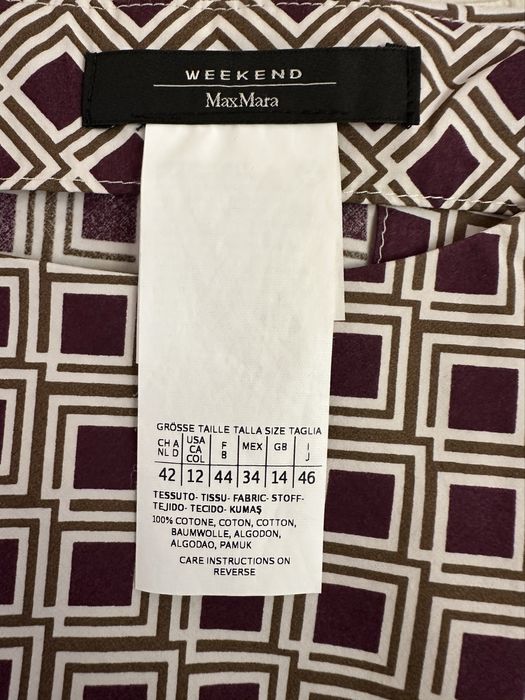 WEEKEND
MaxMara
GRÖSSE TAILLE TALLA SIZE TAGLIA
CH A NL D USA CA COL F B MEX GB I J
42 12 44 34 14 46
TESSUTO- TISSU- FABRIC- STOFF-
TEJIDO- TECIDO- KUMAŞ
100% COTONE, COTON, COTTON,
BAUMWOLLE, ALGODON,
ALGODAO, PAMUK
CARE INSTRUCTIONS ON
REVERSE